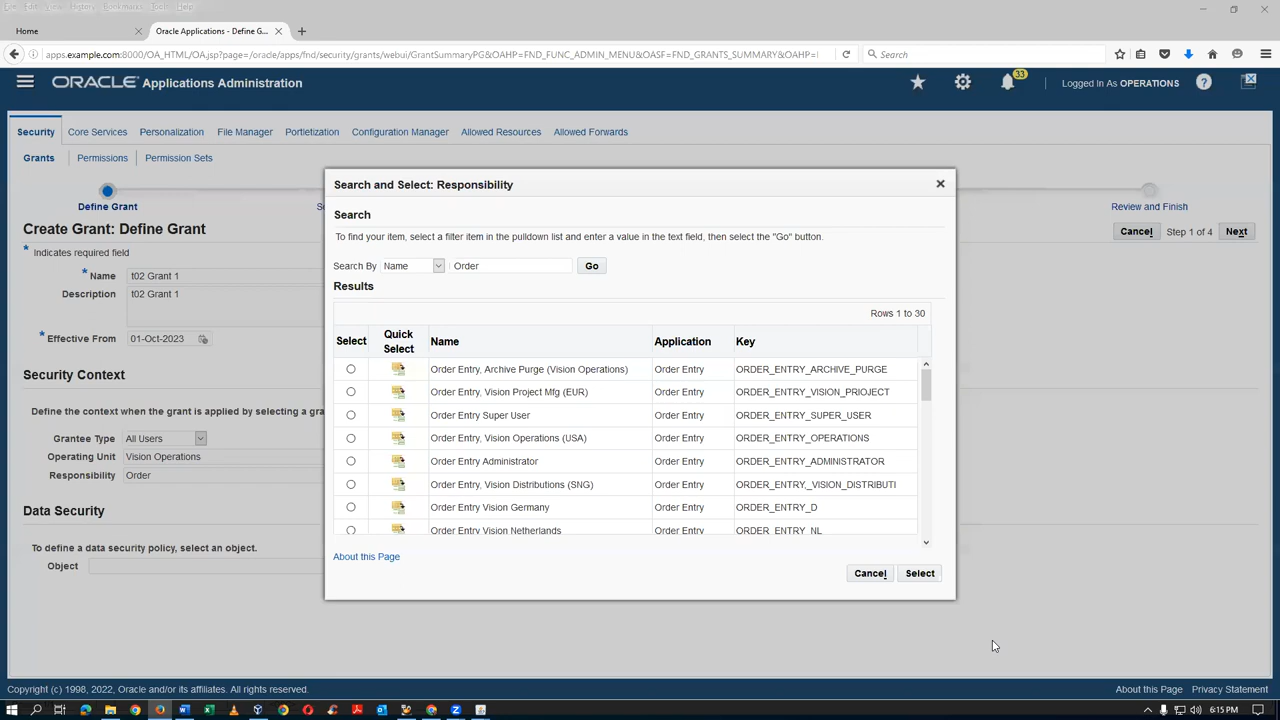 File Edit View History Bookmarks Tools Help
Home
Oracle Applications - Define G...
apps.example.com:8000/OA_HTML/OA.jsp?page=/oracle/apps/fnd/security/grants/webui/GrantSummaryPG&OAHP=FND_FUNC_ADMIN_MENU&OASF=FND_GRANTS_SUMMARY&OAHP=I
Search
ORACLE Applications Administration
33
Logged In As OPERATIONS
Security Core Services Personalization File Manager Portletization Configuration Manager Allowed Resources Allowed Forwards
Grants Permissions Permission Sets
Define Grant
Review and Finish
Create Grant: Define Grant
Cancel Step 1 of 4 Next
* Indicates required field
* Name t02 Grant 1
Description t02 Grant 1
* Effective From 01-Oct-2023
Security Context
Define the context when the grant is applied by selecting a gra
Grantee Type All Users
Operating Unit Vision Operations
Responsibility Order
Data Security
To define a data security policy, select an object.
Object
Search and Select: Responsibility
Search
To find your item, select a filter item in the pulldown list and enter a value in the text field, then select the "Go" button.
Search By Name Order Go
Results
Rows 1 to 30
Select Quick Select Name Application Key
Order Entry, Archive Purge (Vision Operations) Order Entry ORDER_ENTRY_ARCHIVE_PURGE
Order Entry, Vision Project Mfg (EUR) Order Entry ORDER_ENTRY_VISION_PRIOJECT
Order Entry Super User Order Entry ORDER_ENTRY_SUPER_USER
Order Entry, Vision Operations (USA) Order Entry ORDER_ENTRY_OPERATIONS
Order Entry Administrator Order Entry ORDER_ENTRY_ADMINISTRATOR
Order Entry, Vision Distributions (SNG) Order Entry ORDER_ENTRY,_VISION_DISTRIBUTI
Order Entry Vision Germany Order Entry ORDER_ENTRY_D
Order Entry Vision Netherlands Order Entry ORDER_ENTRY_NL
About this Page
Cancel Select
Copyright (c) 1998, 2022, Oracle and/or its affiliates. All rights reserved.
About this Page Privacy Statement
6:15 PM